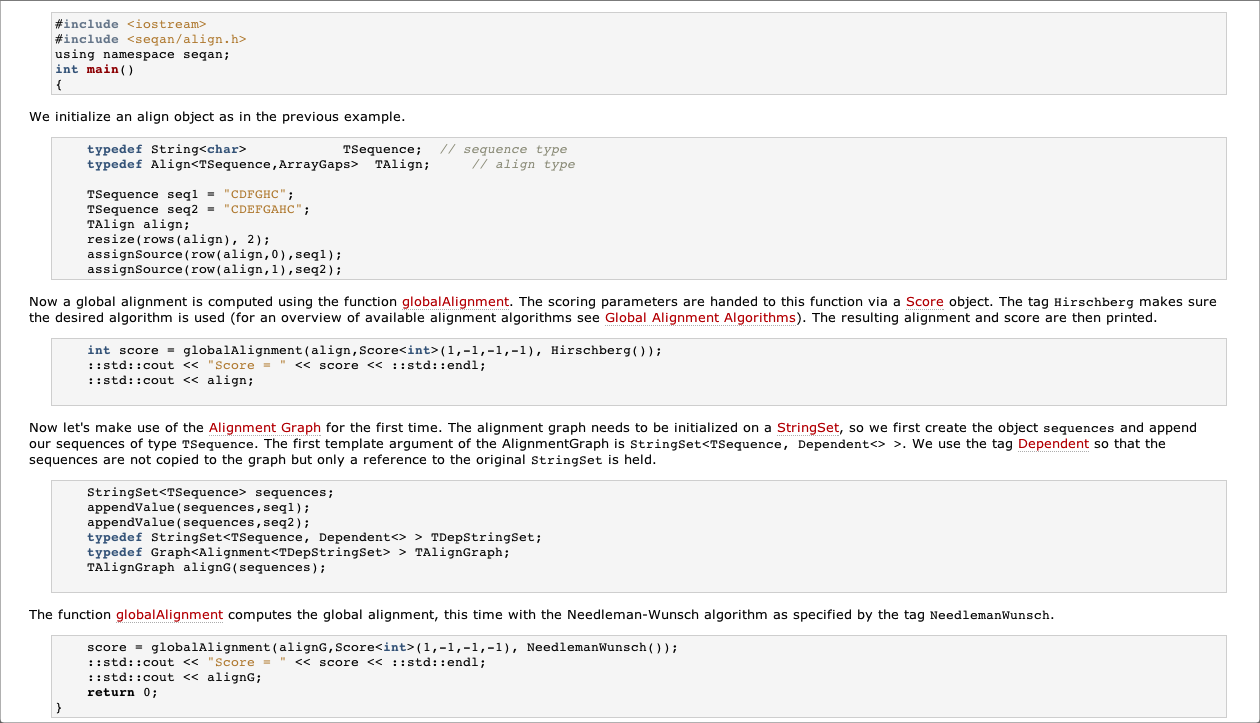 #include <iostream>
#include <seqan/align.h>
using namespace seqan;
int main()
{
We initialize an align object as in the previous example.
    typedef String<char>            TSequence;  // sequence type
    typedef Align<TSequence,ArrayGaps>  TAlign;     // align type
    TSequence seq1 = "CDFGHC";
    TSequence seq2 = "CDEFGAHC";
    TAlign align;
    resize(rows(align), 2);
    assignSource(row(align,0),seq1);
    assignSource(row(align,1),seq2);
Now a global alignment is computed using the function globalAlignment. The scoring parameters are handed to this function via a Score object. The tag Hirschberg makes sure
the desired algorithm is used (for an overview of available alignment algorithms see Global Alignment Algorithms). The resulting alignment and score are then printed.
    int score = globalAlignment(align,Score<int>(1,-1,-1,-1), Hirschberg());
    ::std::cout << "Score = " << score << ::std::endl;
    ::std::cout << align;
Now let's make use of the Alignment Graph for the first time. The alignment graph needs to be initialized on a StringSet, so we first create the object sequences and append
our sequences of type TSequence. The first template argument of the AlignmentGraph is StringSet<TSequence, Dependent<> >. We use the tag Dependent so that the
sequences are not copied to the graph but only a reference to the original StringSet is held.
    StringSet<TSequence> sequences;
    appendValue(sequences,seq1);
    appendValue(sequences,seq2);
    typedef StringSet<TSequence, Dependent<> > TDepStringSet;
    typedef Graph<Alignment<TDepStringSet> > TAlignGraph;
    TAlignGraph alignG(sequences);
The function globalAlignment computes the global alignment, this time with the Needleman-Wunsch algorithm as specified by the tag NeedlemanWunsch.
    score = globalAlignment(alignG,Score<int>(1,-1,-1,-1), NeedlemanWunsch());
    ::std::cout << "Score = " << score << ::std::endl;
    ::std::cout << alignG;
    return 0;
}